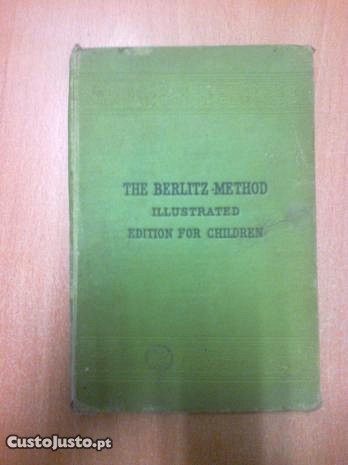 THE BERLITZ-METHOD
ILLUSTRATED
EDITION FOR CHILDREN
CustoJusto.pt